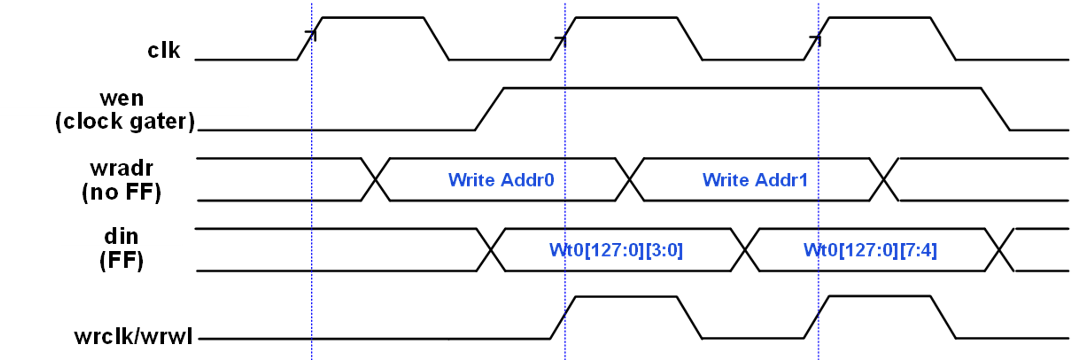 clk
wen
(clock gater)
wradr
(no FF)
Write Addr0
Write Addr1
din
(FF)
Wt0[127:0][3:0]
Wt0[127:0][7:4]
wrclk/wrwl